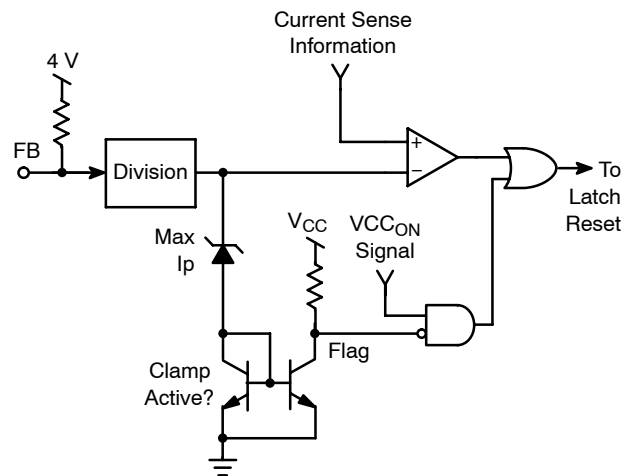 Current Sense
Information
4 V
FB
Division
+
−
To
Latch
Reset
Max
Ip
VCC
VCCON
Signal
Flag
Clamp
Active?